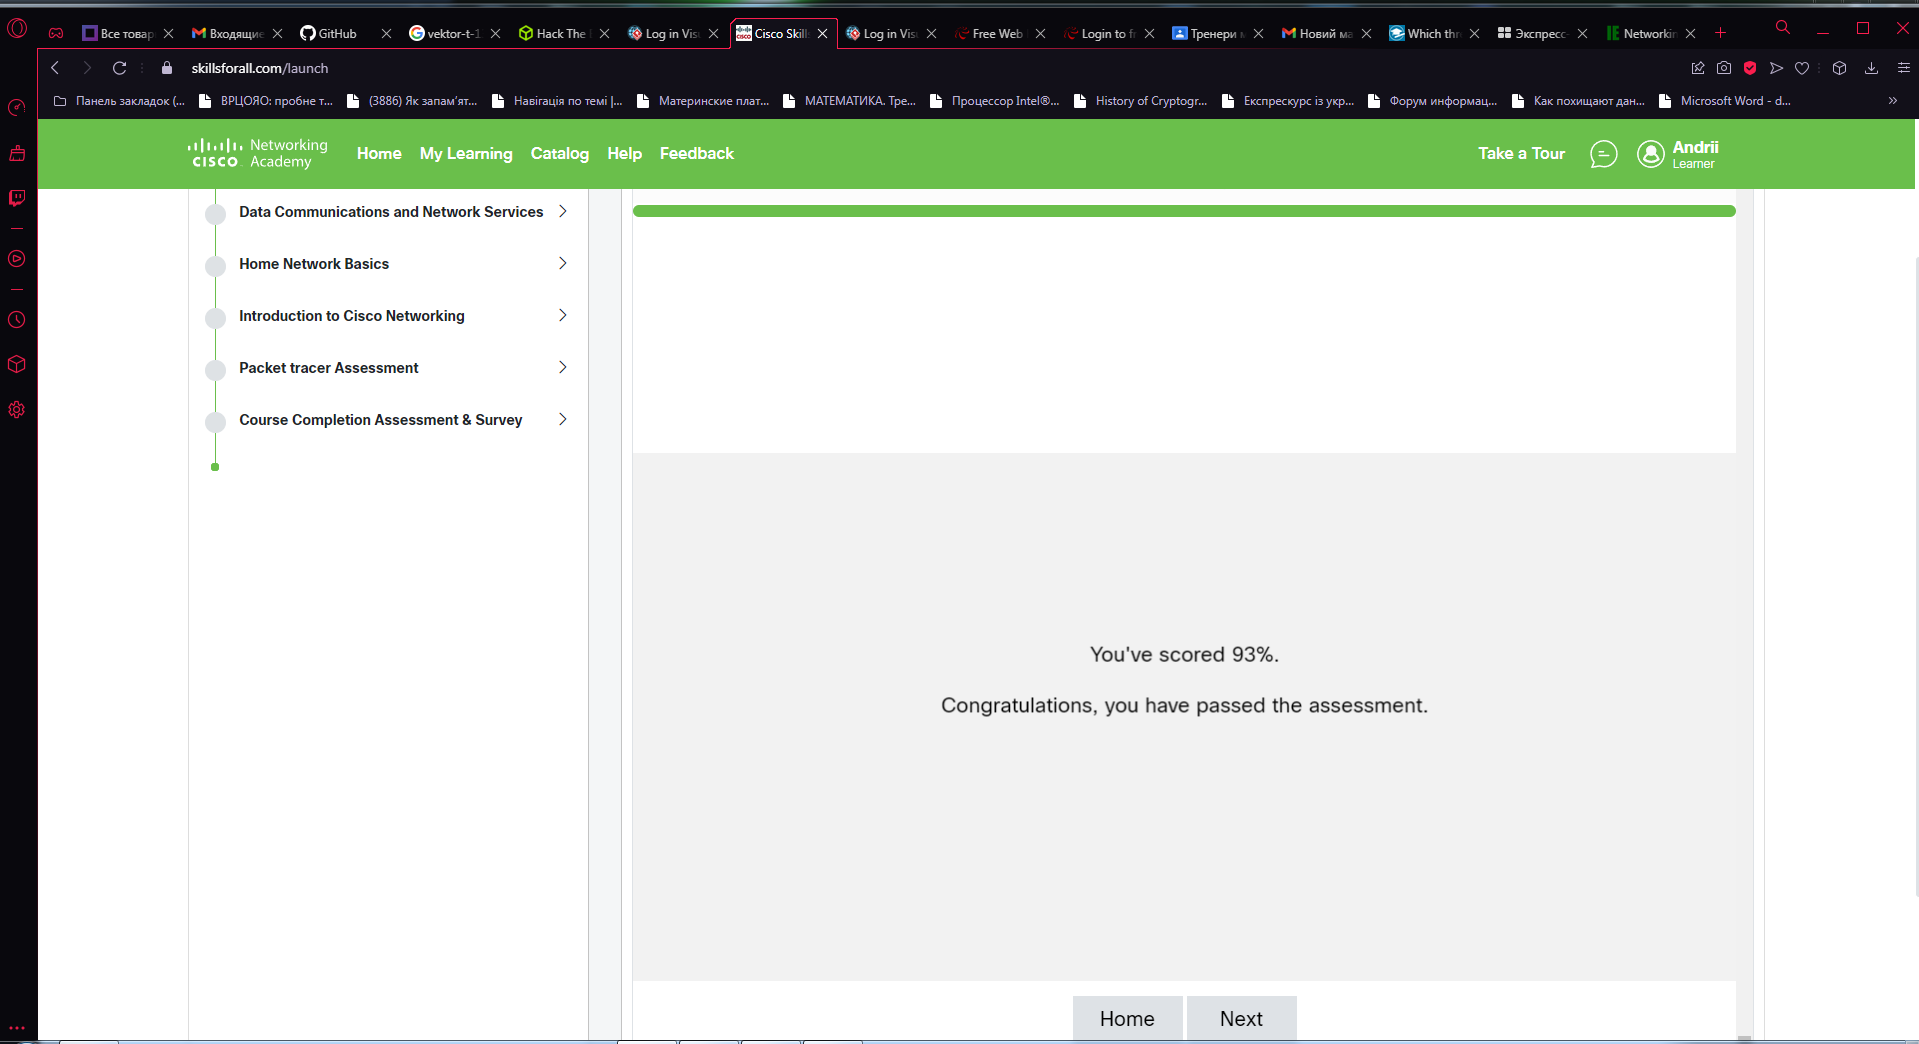 Все товар
Входящие
GitHub
vektor-t-1
Hack The
Log in Visu
Cisco Skill
Log in Visu
Free Web
Login to f
Тренери м
Новий ма
Which thr
Экспресс-
Networkin
skillsforall.com/launch
Панель закладок (...
ВРЦОЯО: пробне т...
(3886) Як запам'ят...
Навігація по темі |...
Материнские плат...
МАТЕМАТИКА. Тре...
Процессор Intel®...
History of Cryptogr...
Експрескурс із укр...
Форум информац...
Как похищают дан...
Microsoft Word - d...
CISCO Networking Academy
Home
My Learning
Catalog
Help
Feedback
Take a Tour
Andrii
Learner
Data Communications and Network Services
Home Network Basics
Introduction to Cisco Networking
Packet tracer Assessment
Course Completion Assessment & Survey
You've scored 93%.
Congratulations, you have passed the assessment.
Home
Next